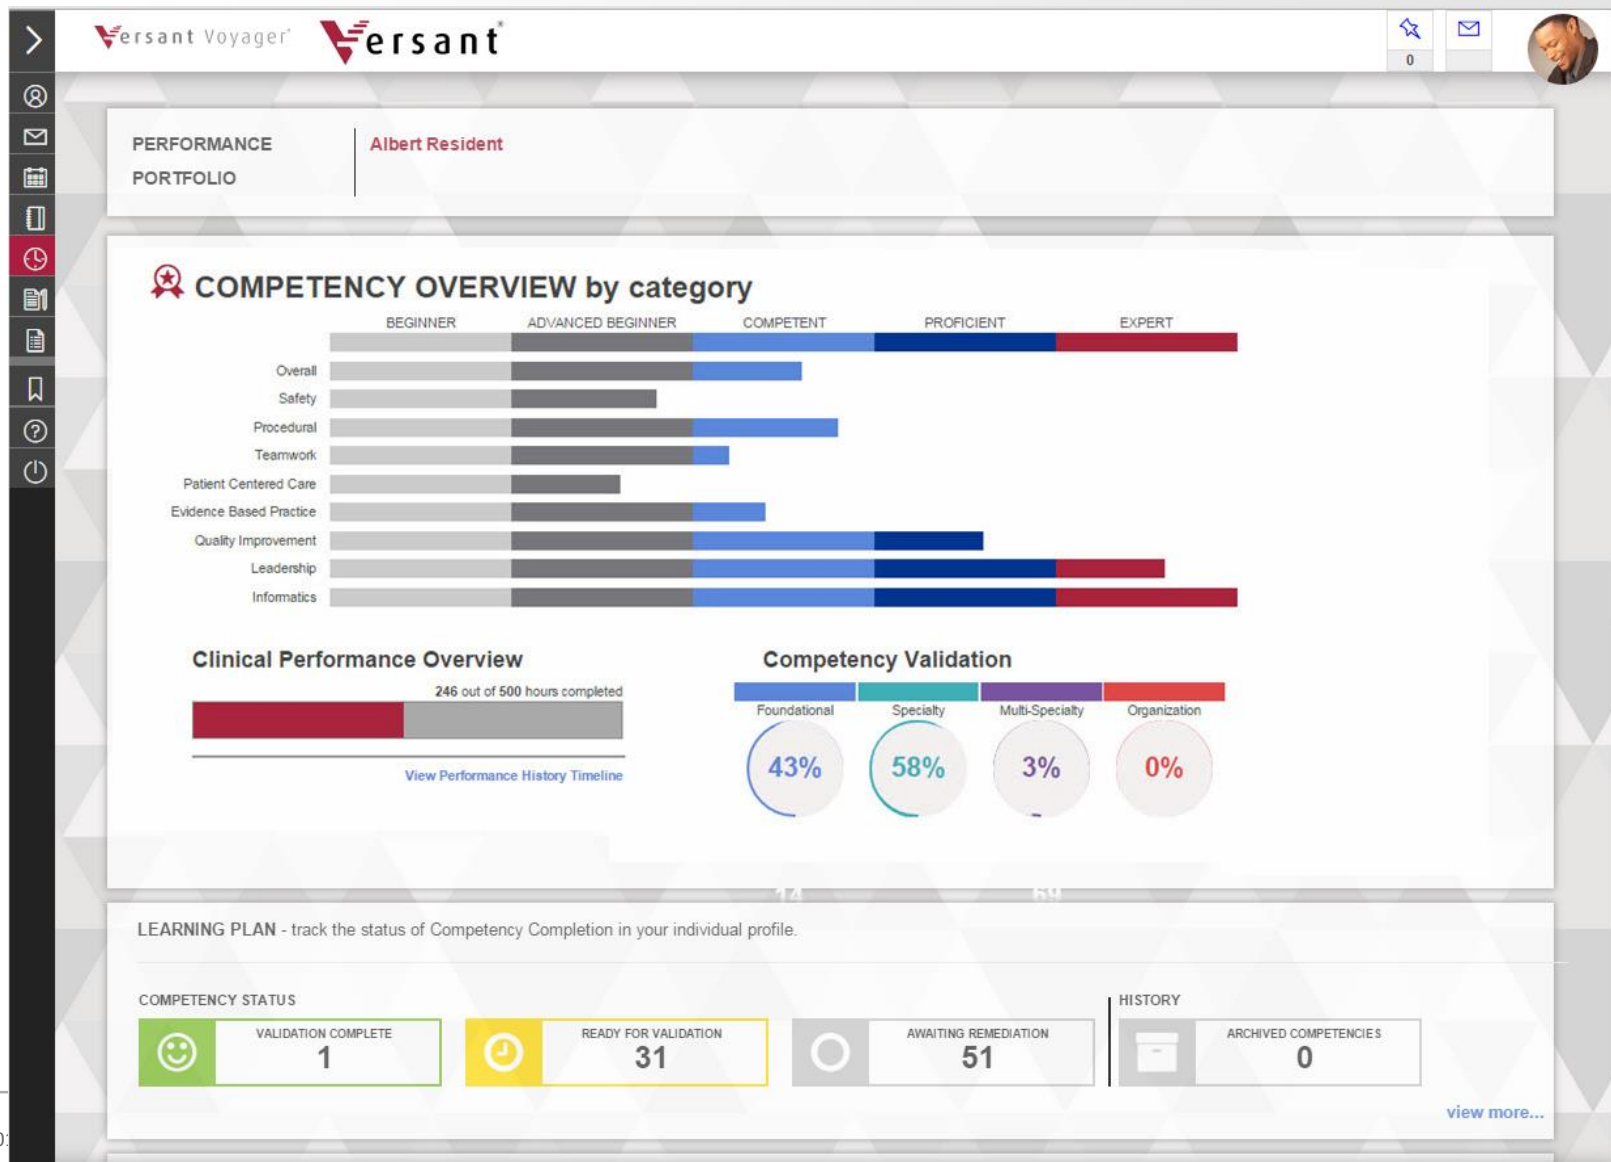 Versant Voyager
Versant
0
PERFORMANCE
PORTFOLIO
Albert Resident
COMPETENCY OVERVIEW by category
BEGINNER ADVANCED BEGINNER COMPETENT PROFICIENT EXPERT
Overall
Safety
Procedural
Teamwork
Patient Centered Care
Evidence Based Practice
Quality Improvement
Leadership
Informatics
Clinical Performance Overview
246 out of 500 hours completed
View Performance History Timeline
Competency Validation
Foundational Specialty Multi-Specialty Organization
43% 58% 3% 0%
14 69
LEARNING PLAN - track the status of Competency Completion in your individual profile.
COMPETENCY STATUS
VALIDATION COMPLETE
1
READY FOR VALIDATION
31
AWAITING REMEDIATION
51
HISTORY
ARCHIVED COMPETENCIES
0
view more...